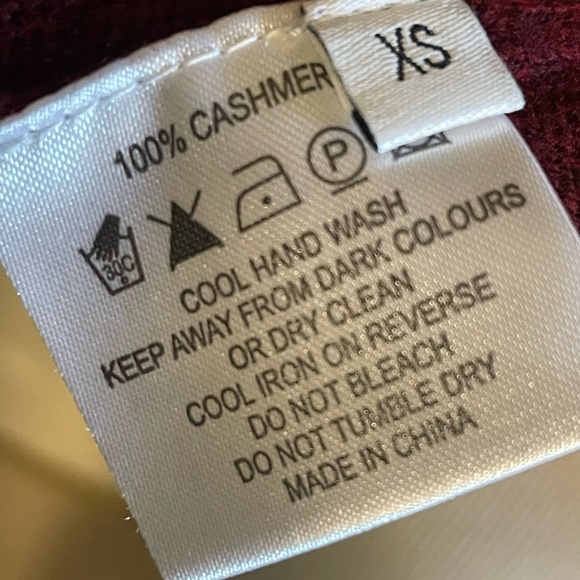 XS
100% CASHMER
30C
P
COOL HAND WASH
KEEP AWAY FROM DARK COLOURS
OR DRY CLEAN
COOL IRON ON REVERSE
DO NOT BLEACH
DO NOT TUMBLE DRY
MADE IN CHINA